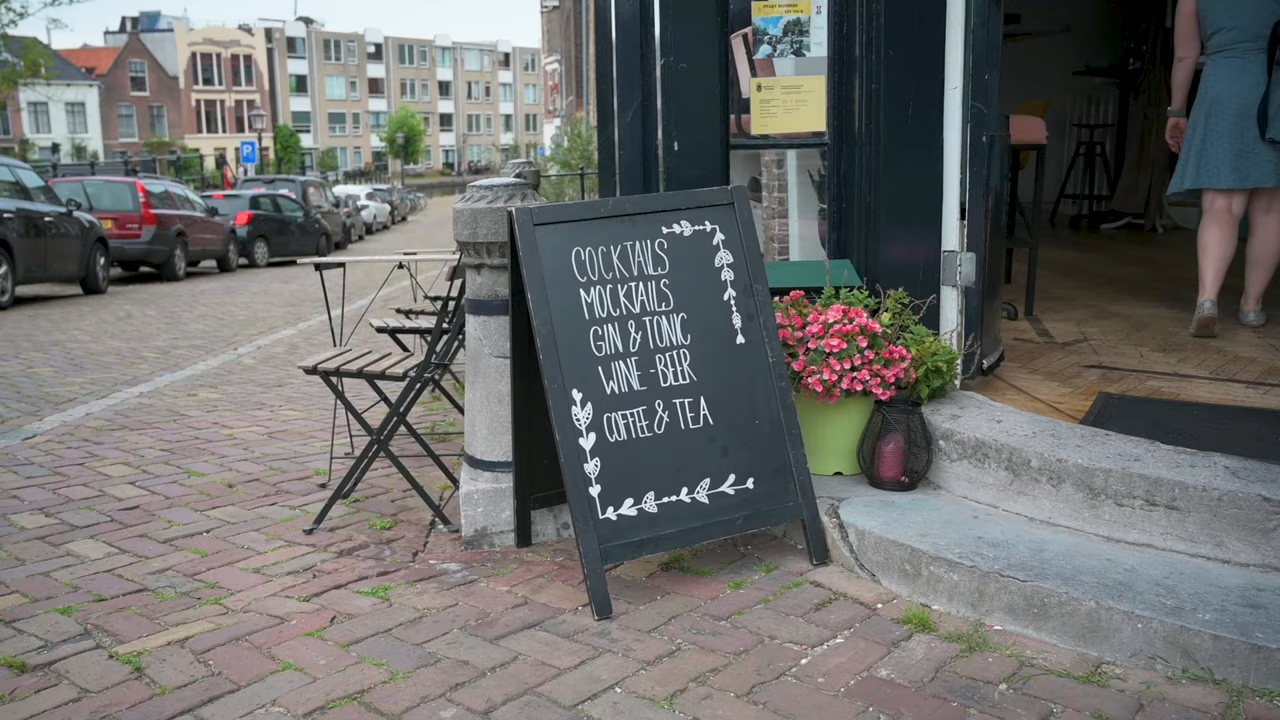 COCKTAILS
MOCKTAILS
GIN & TONIC
WINE - BEER
COFFEE & TEA
P